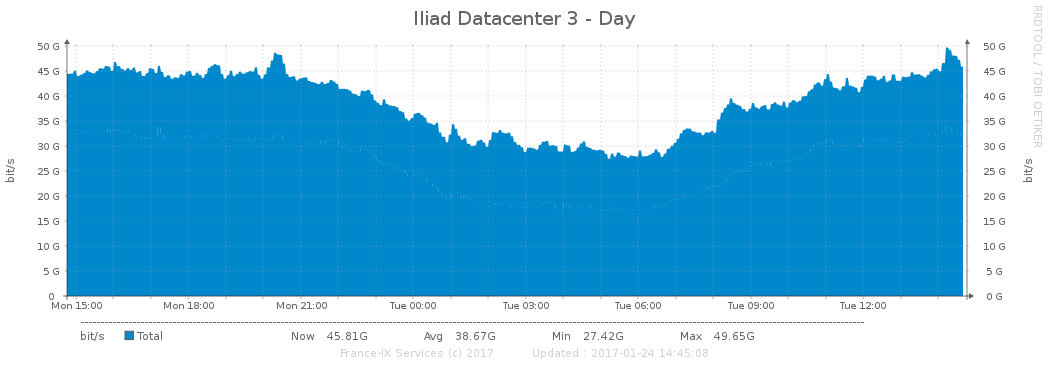 Iliad Datacenter 3 - Day
RRDTOOL / TOBI OETIKER
50 G 50 G
45 G 45 G
40 G 40 G
35 G 35 G
30 G 30 G
25 G 25 G
20 G 20 G
15 G 15 G
10 G 10 G
5 G 5 G
0 0 G
bit/s bit/s
Mon 15:00 Mon 18:00 Mon 21:00 Tue 00:00 Tue 03:00 Tue 06:00 Tue 09:00 Tue 12:00
bit/s Total Now 45.81G Avg 38.67G Min 27.42G Max 49.65G
France-IX Services (c) 2017 Updated : 2017-01-24 14:45:08